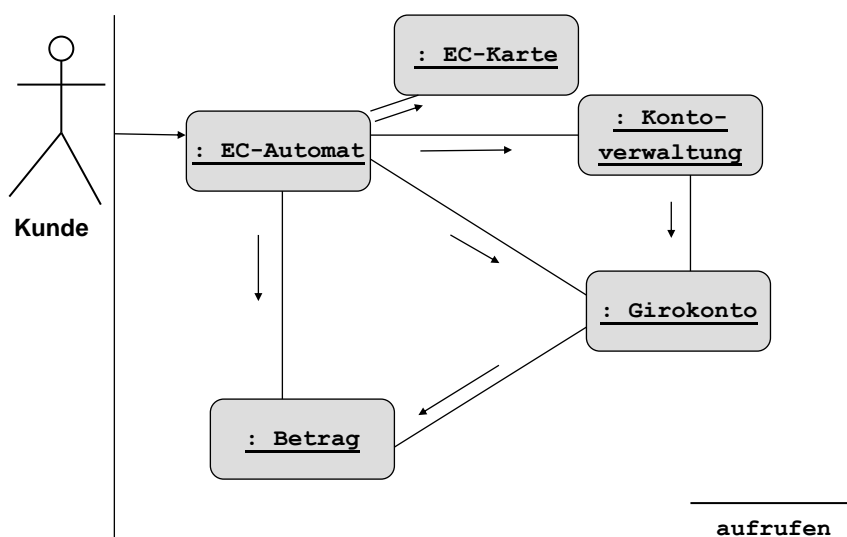 : EC-Karte
: Konto-
verwaltung
: EC-Automat
Kunde
: Girokonto
: Betrag
aufrufen